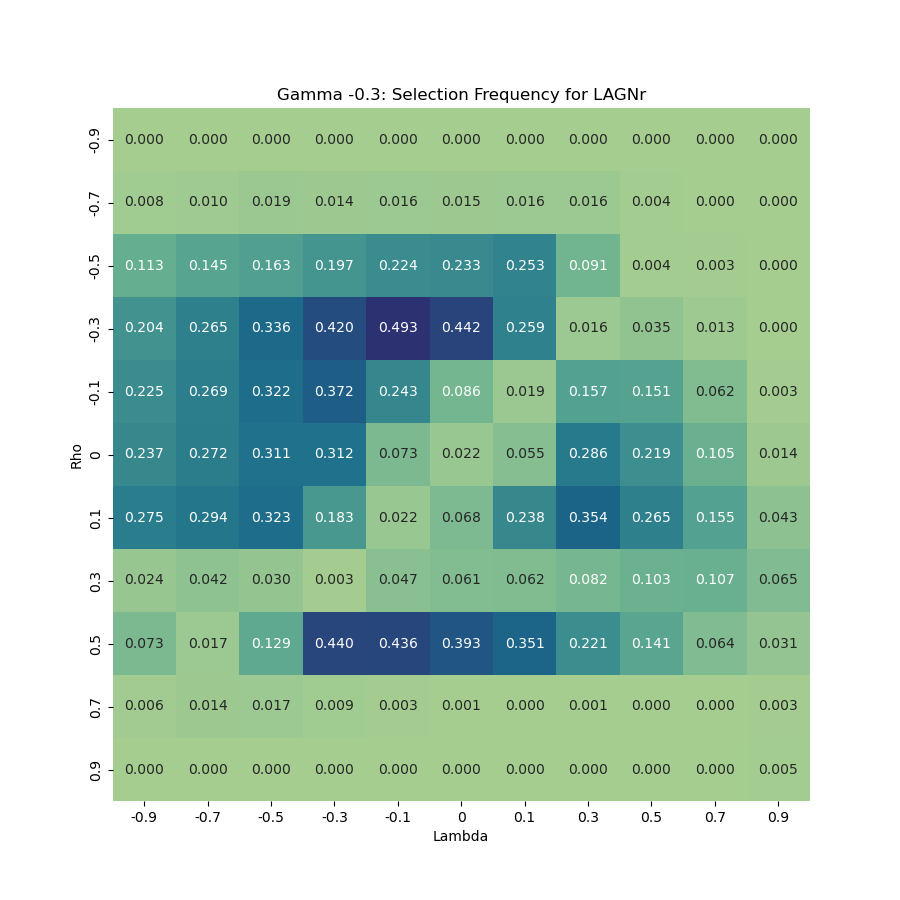 Gamma -0.3: Selection Frequency for LAGNr
-0.9 0.000 0.000 0.000 0.000 0.000 0.000 0.000 0.000 0.000 0.000 0.000
-0.7 0.008 0.010 0.019 0.014 0.016 0.015 0.016 0.016 0.004 0.000 0.000
-0.5 0.113 0.145 0.163 0.197 0.224 0.233 0.253 0.091 0.004 0.003 0.000
-0.3 0.204 0.265 0.336 0.420 0.493 0.442 0.259 0.016 0.035 0.013 0.000
-0.1 0.225 0.269 0.322 0.372 0.243 0.086 0.019 0.157 0.151 0.062 0.003
Rho
0 0.237 0.272 0.311 0.312 0.073 0.022 0.055 0.286 0.219 0.105 0.014
0.1 0.275 0.294 0.323 0.183 0.022 0.068 0.238 0.354 0.265 0.155 0.043
0.3 0.024 0.042 0.030 0.003 0.047 0.061 0.062 0.082 0.103 0.107 0.065
0.5 0.073 0.017 0.129 0.440 0.436 0.393 0.351 0.221 0.141 0.064 0.031
0.7 0.006 0.014 0.017 0.009 0.003 0.001 0.000 0.001 0.000 0.000 0.003
0.9 0.000 0.000 0.000 0.000 0.000 0.000 0.000 0.000 0.000 0.000 0.005
-0.9 -0.7 -0.5 -0.3 -0.1 0 0.1 0.3 0.5 0.7 0.9
Lambda